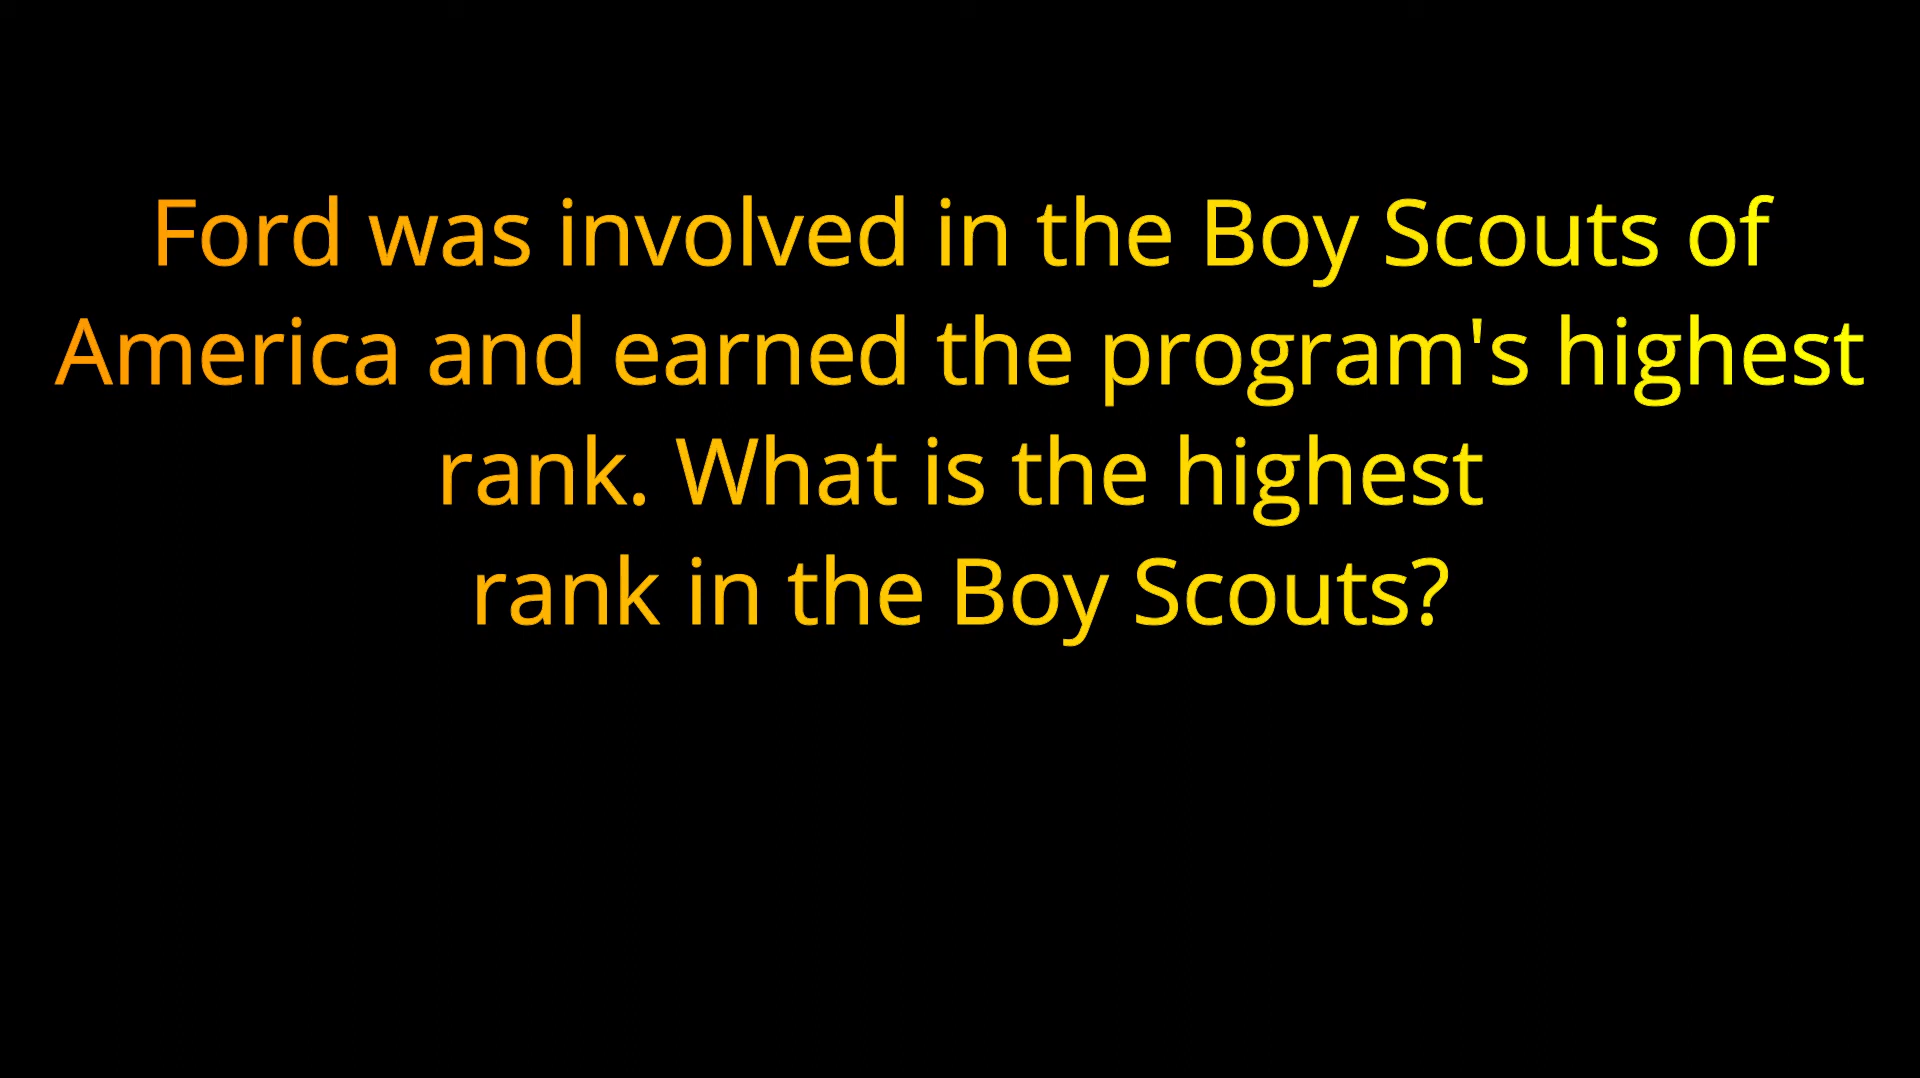 Ford was involved in the Boy Scouts of
America and earned the program's highest
rank. What is the highest
rank in the Boy Scouts?